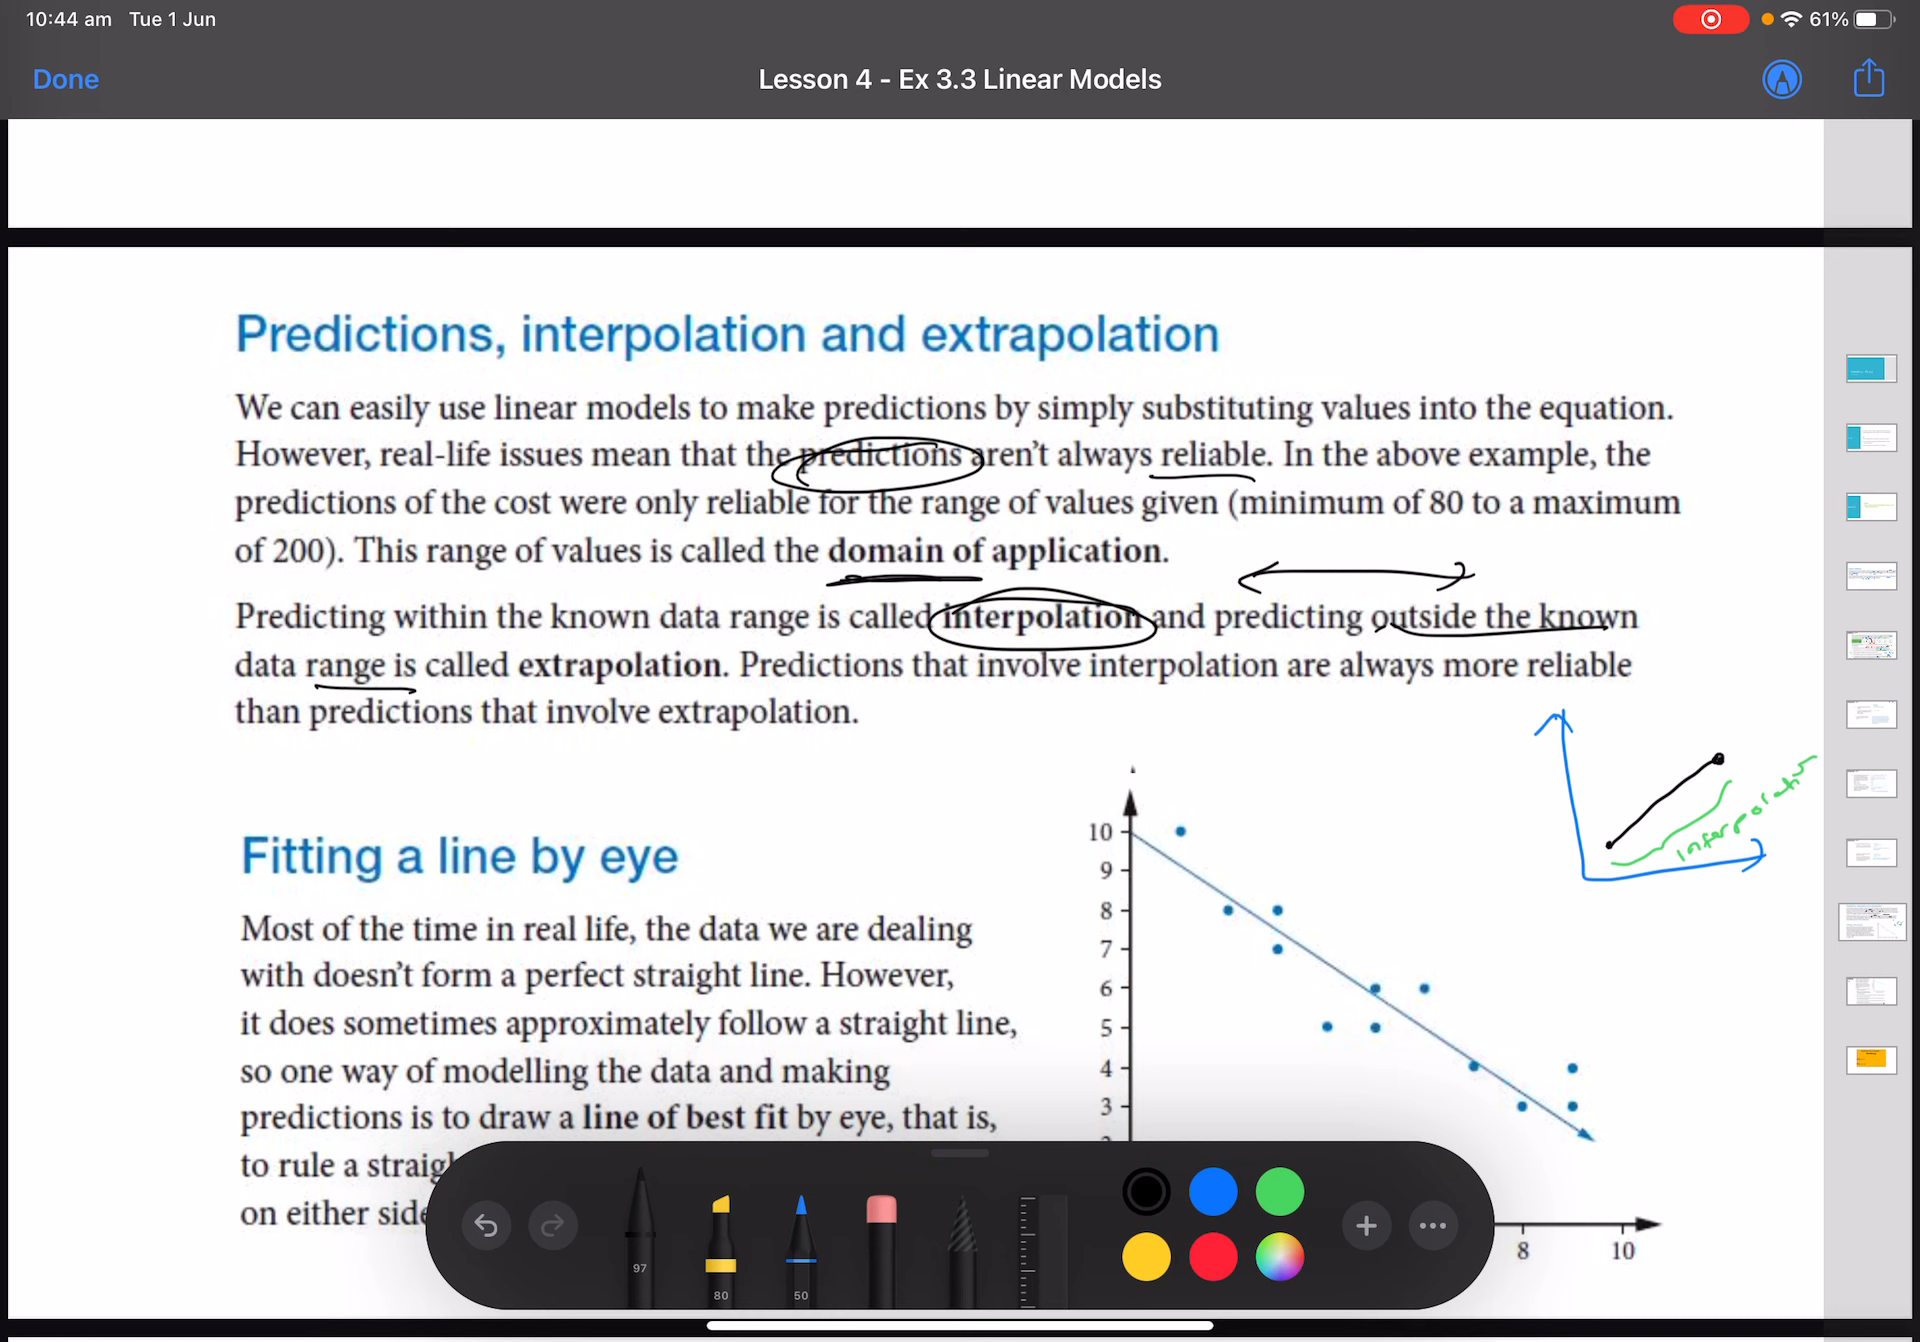 10:44 am Tue 1 Jun
61%
Done
Lesson 4 - Ex 3.3 Linear Models
Predictions, interpolation and extrapolation
We can easily use linear models to make predictions by simply substituting values into the equation.
However, real-life issues mean that the predictions aren't always reliable. In the above example, the
predictions of the cost were only reliable for the range of values given (minimum of 80 to a maximum
of 200). This range of values is called the domain of application.
Predicting within the known data range is called interpolation and predicting outside the known
data range is called extrapolation. Predictions that involve interpolation are always more reliable
than predictions that involve extrapolation.
interpolation
Fitting a line by eye
Most of the time in real life, the data we are dealing
with doesn't form a perfect straight line. However,
it does sometimes approximately follow a straight line,
so one way of modelling the data and making
predictions is to draw a line of best fit by eye, that is,
to rule a straigh
on either side
10
9
8
7
6
5
4
3
8 10
97
80
50